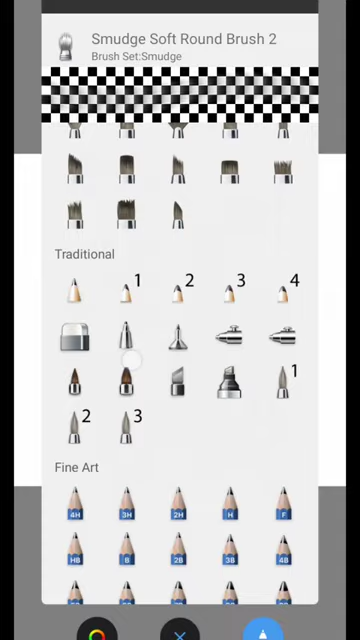 Smudge Soft Round Brush 2
Brush Set:Smudge
Traditional
1 2 3 4
1
2 3
Fine Art
4H 3H 2H H F
HB B 2B 3B 4B